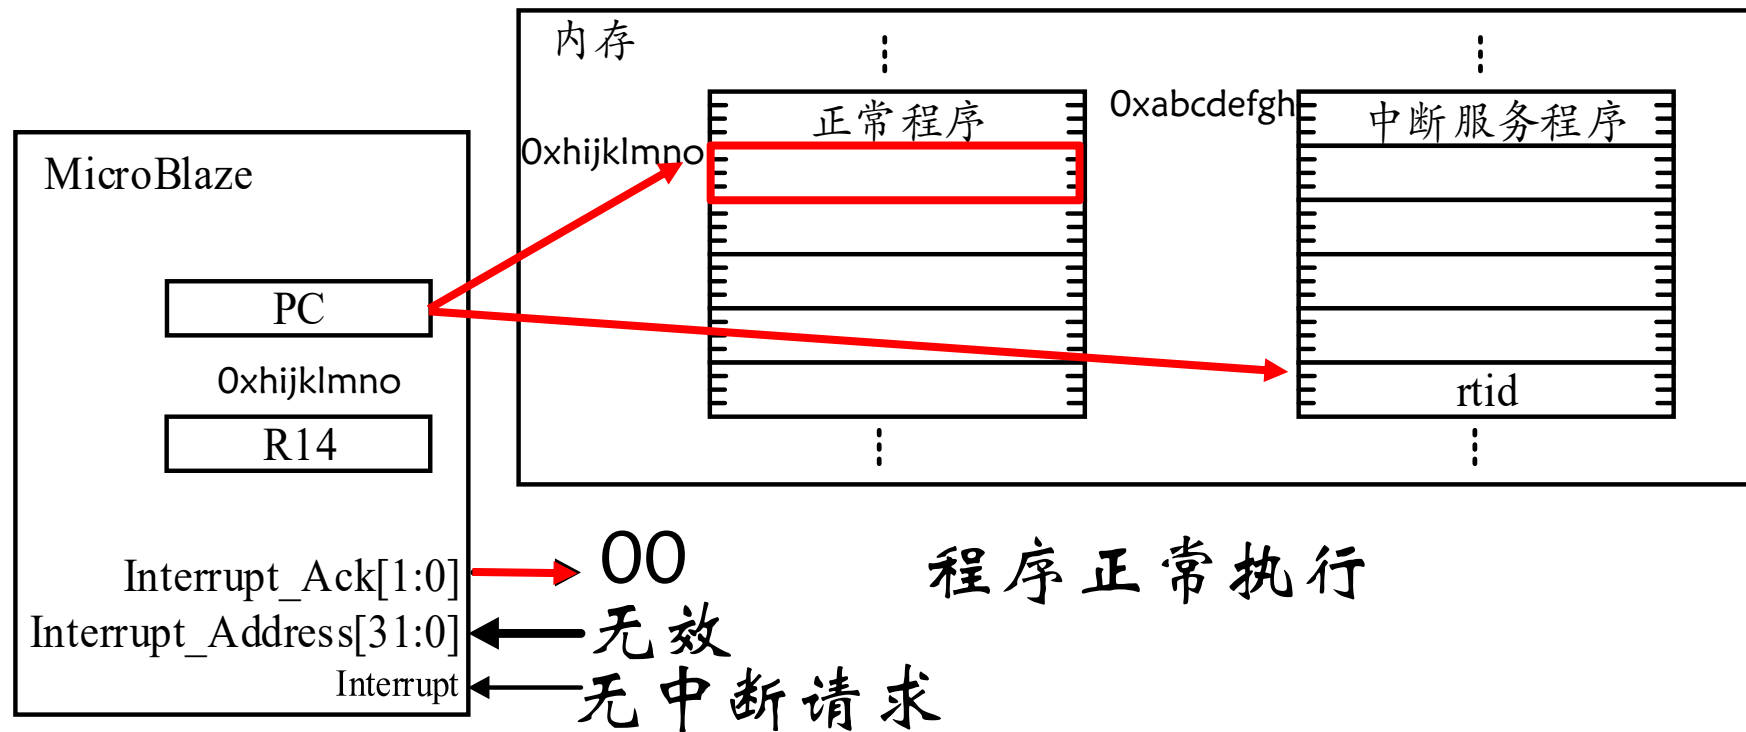 内存
正常程序
0xabcdefgh
中断服务程序
0xhijklmno
MicroBlaze
PC
0xhijklmno
R14
rtid
Interrupt_Ack[1:0]
00
程序正常执行
Interrupt_Address[31:0]
无效
Interrupt
无中断请求